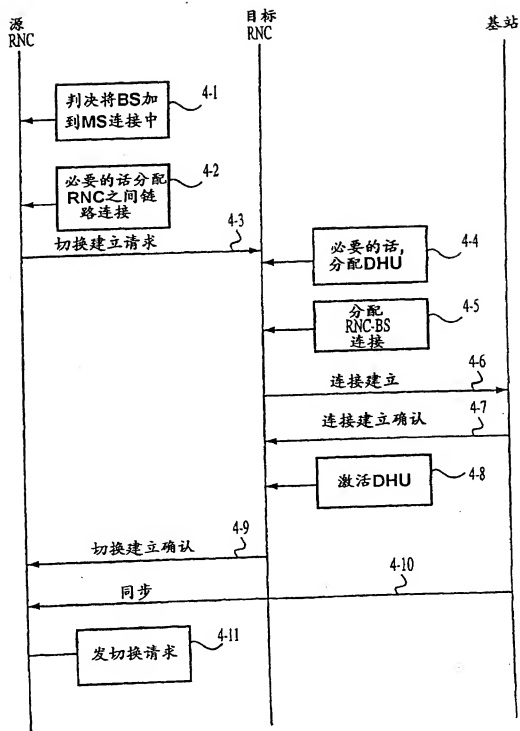 源
RNC
目标
RNC
基站
判决将BS加
到MS连接中
4-1
必要的话分配
RNC之间链
路连接
4-2
切换建立请求
4-3
必要的话,
分配DHU
4-4
分配
RNC-BS
连接
4-5
连接建立
4-6
连接建立确认
4-7
激活DHU
4-8
切换建立确认
4-9
同步
4-10
发切换请求
4-11